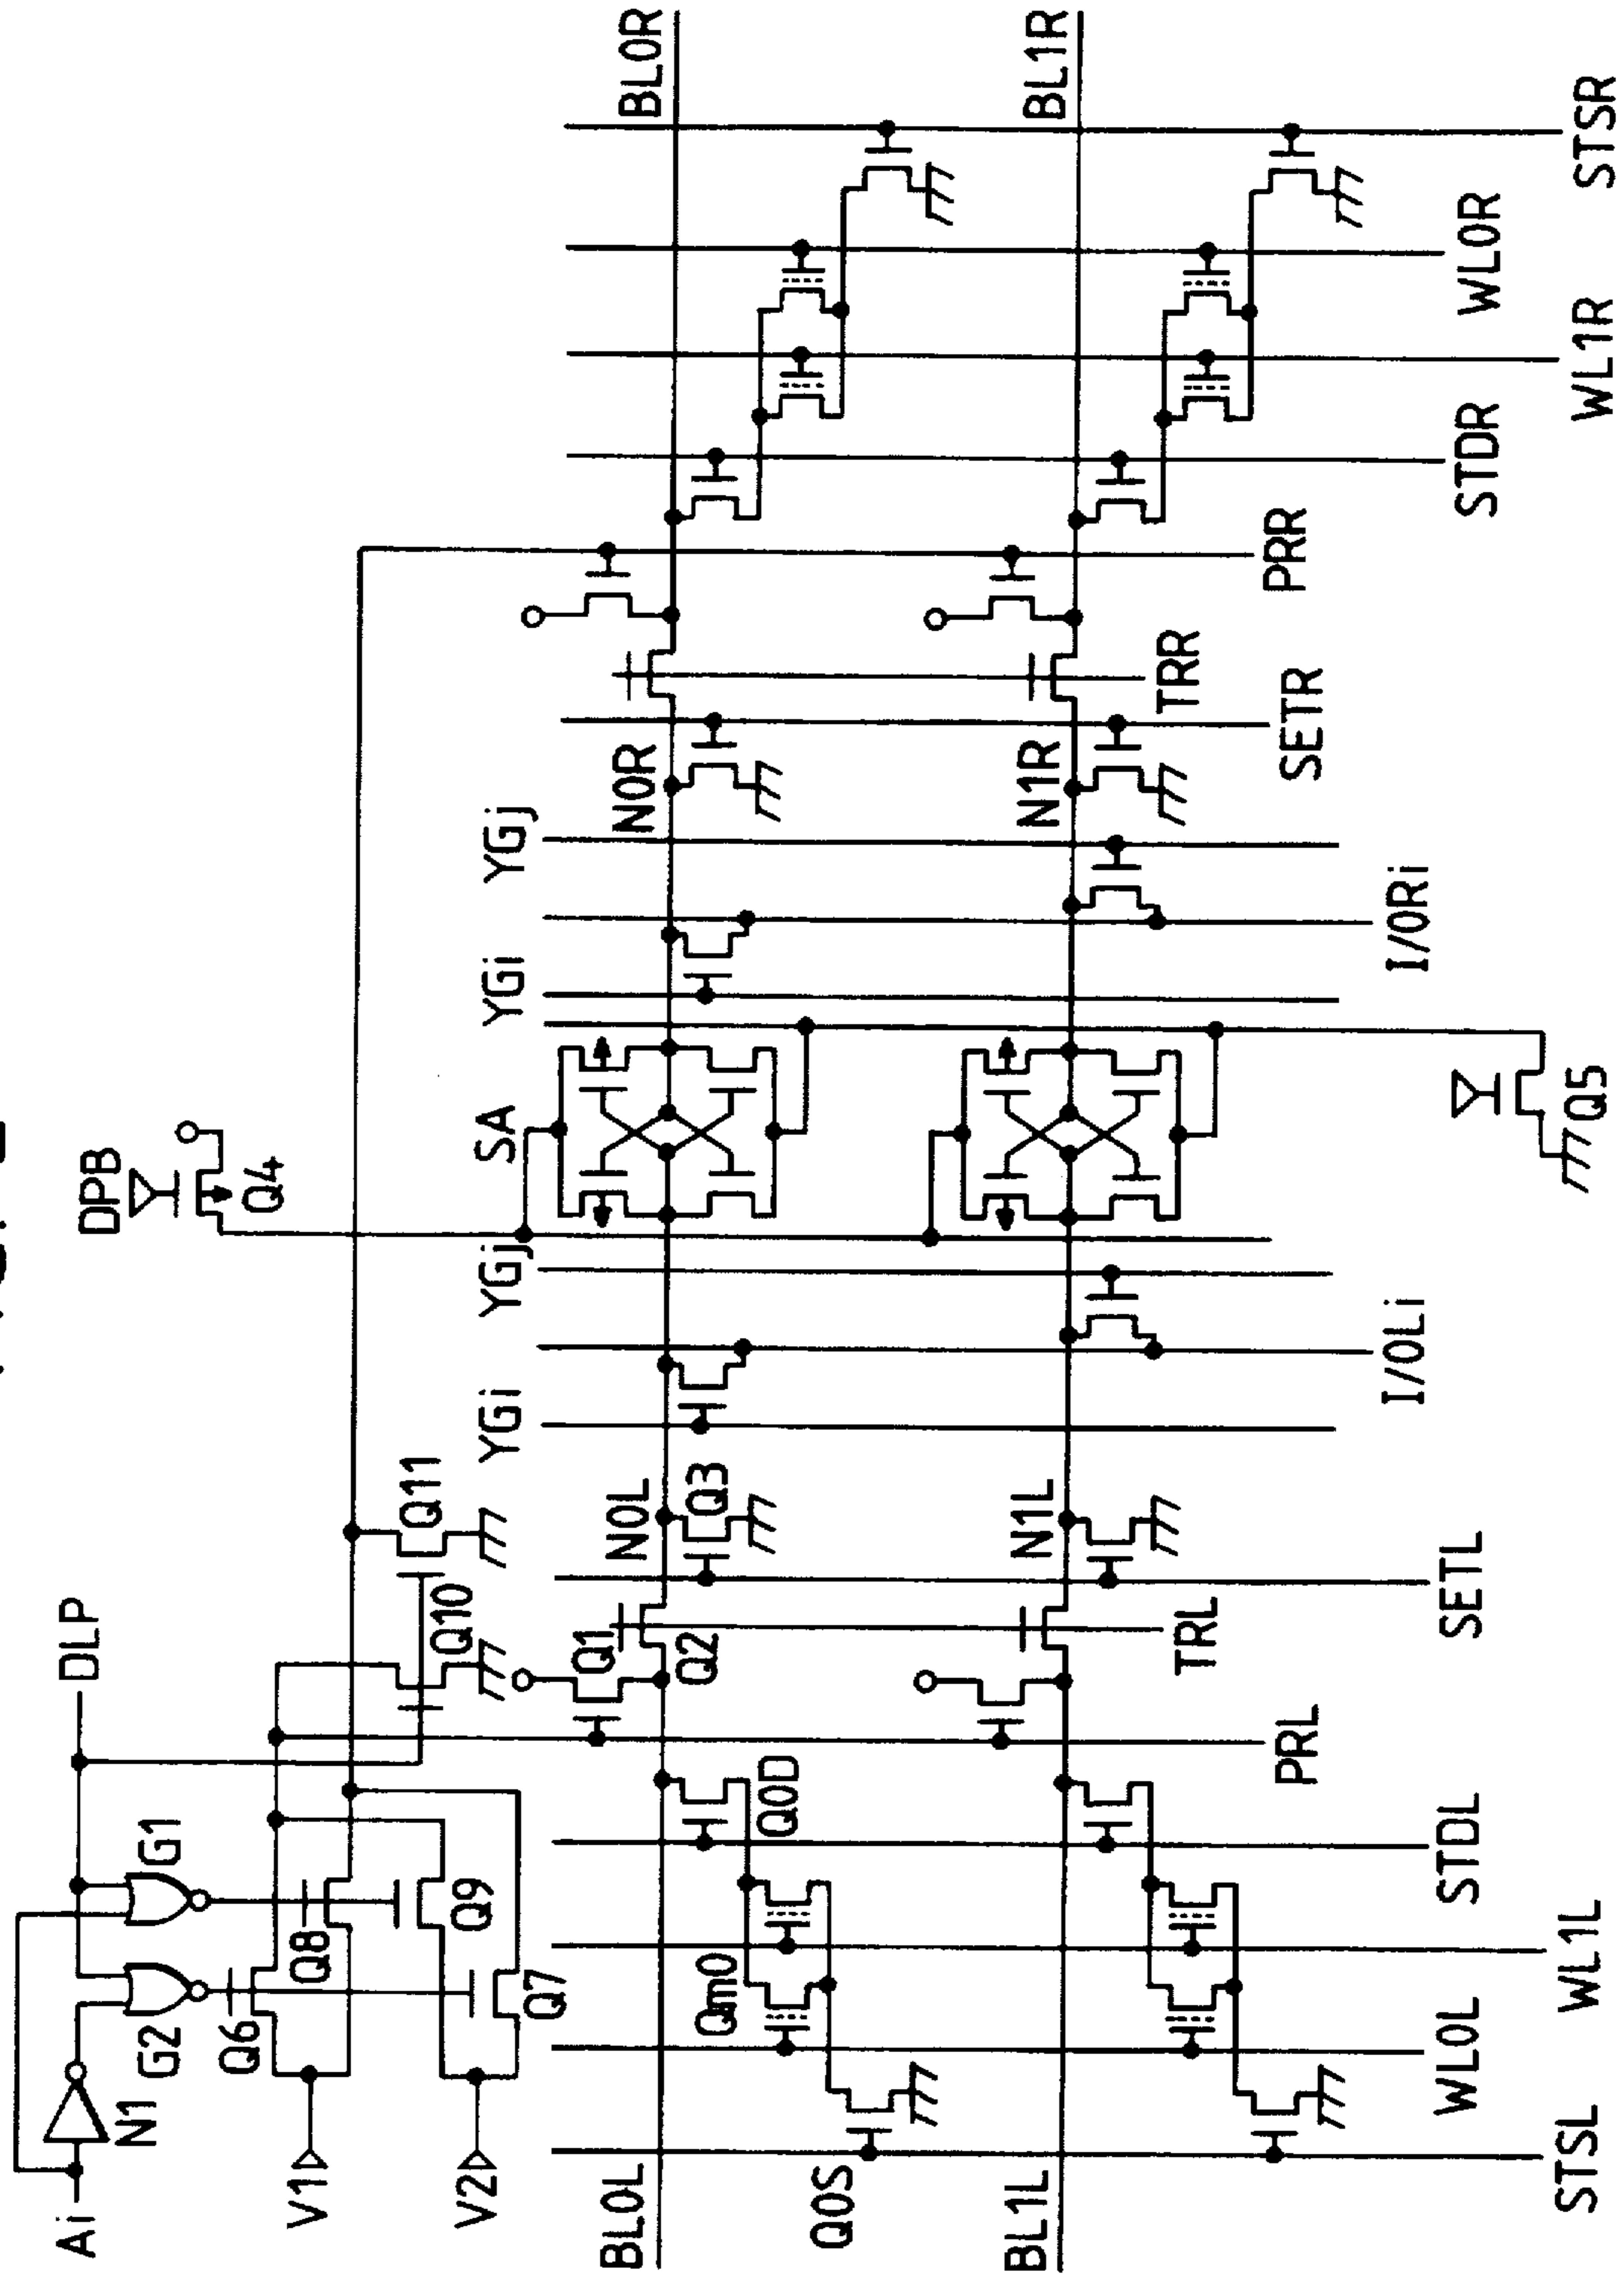 Ai
N1
G2
G1
DLP
V1
V2
Q6
Q8
Q9
Q7
Q10
Q11
DPB
Q4
BL0L
Q0S
Qm0
Q0D
Q1
Q2
N0L
Q3
YGi
YGj
SA
YGi
YGj
N0R
BL0R
BL1L
N1L
N1R
BL1R
STSL
WL0L
WL1L
STDL
PRL
TRL
SETL
I/OLi
Q5
I/ORi
SETR
TRR
PRR
STDR
WL1R
WL0R
STSR